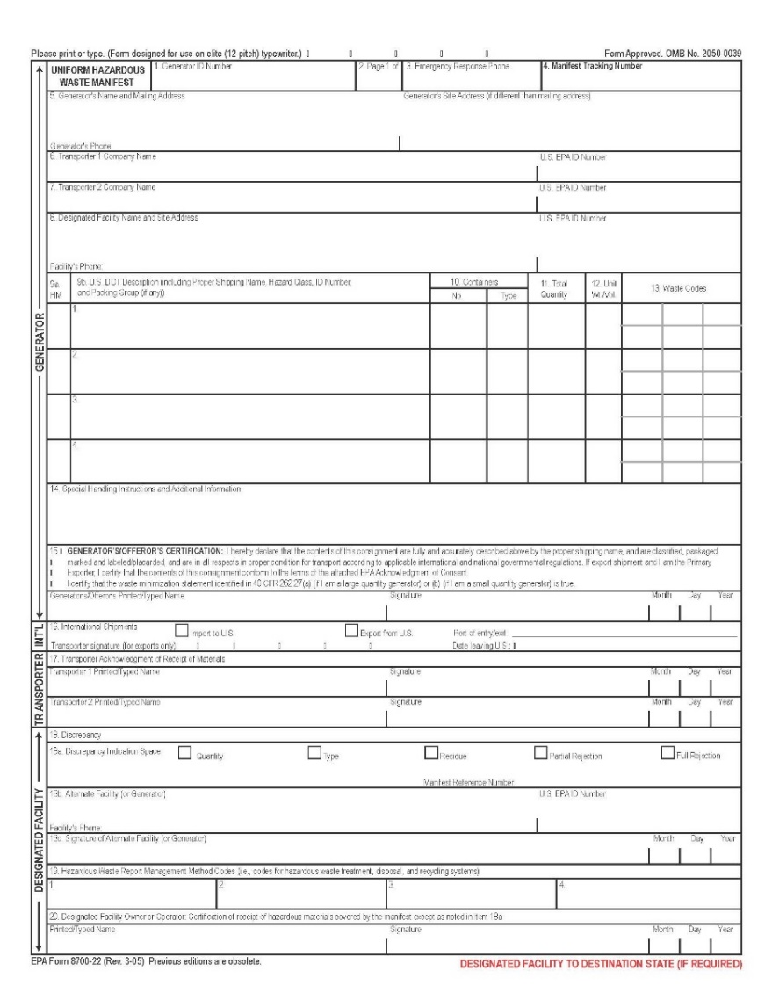 Please print or type. (Form designed for use on elite (12-pitch) typewriter.) Form Approved. OMB No. 2050-0039
UNIFORM HAZARDOUS WASTE MANIFEST
1. Generator ID Number
2. Page 1 of
3. Emergency Response Phone
4. Manifest Tracking Number
5. Generator's Name and Mailing Address
Generator's Site Address (if different than mailing address)
Generator's Phone:
6. Transporter 1 Company Name
U.S. EPA ID Number
7. Transporter 2 Company Name
U.S. EPA ID Number
8. Designated Facility Name and Site Address
U.S. EPA ID Number
Facility's Phone:
9a. HM
9b. U.S. DOT Description (including Proper Shipping Name, Hazard Class, ID Number,
and Packing Group (if any))
10. Containers
No.
Type
11. Total Quantity
12. Unit Wt./Vol.
13. Waste Codes
1.
2.
3.
4.
GENERATOR
14. Special Handling Instructions and Additional Information
15. GENERATOR'S/OFFEROR'S CERTIFICATION: I hereby declare that the contents of this consignment are fully and accurately described above by the proper shipping name, and are classified, packaged,
marked and labeled/placarded, and are in all respects in proper condition for transport according to applicable international and national governmental regulations. If export shipment and I am the Primary
Exporter, I certify that the contents of this consignment conform to the terms of the attached EPA Acknowledgment of Consent.
I certify that the waste minimization statement identified in 40 CFR 262.27(a) (if I am a large quantity generator) or (b) (if I am a small quantity generator) is true.
Generator's/Offeror's Printed/Typed Name Signature Month Day Year
INT'L
16. International Shipments Import to U.S. Export from U.S. Port of entry/exit:
Transporter signature (for exports only): Date leaving U.S.:
TRANSPORTER
17. Transporter Acknowledgment of Receipt of Materials
Transporter 1 Printed/Typed Name Signature Month Day Year
Transporter 2 Printed/Typed Name Signature Month Day Year
DESIGNATED FACILITY
18. Discrepancy
18a. Discrepancy Indication Space Quantity Type Residue Partial Rejection Full Rejection
Manifest Reference Number:
18b. Alternate Facility (or Generator) U.S. EPA ID Number
Facility's Phone:
18c. Signature of Alternate Facility (or Generator) Month Day Year
19. Hazardous Waste Report Management Method Codes (i.e., codes for hazardous waste treatment, disposal, and recycling systems)
1. 2. 3. 4.
20. Designated Facility Owner or Operator: Certification of receipt of hazardous materials covered by the manifest except as noted in Item 18a
Printed/Typed Name Signature Month Day Year
EPA Form 8700-22 (Rev. 3-05) Previous editions are obsolete.
DESIGNATED FACILITY TO DESTINATION STATE (IF REQUIRED)